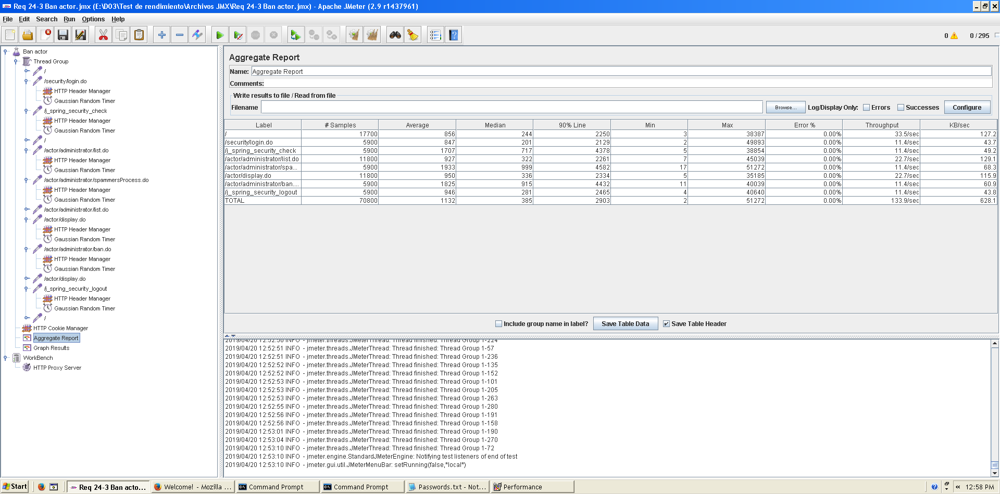 Req 24-3 Ban actor.jmx (E:\D03\Test de rendimiento\Archivos JMX\Req 24-3 Ban actor.jmx) - Apache JMeter (2.9 r1437961)
File Edit Search Run Options Help
0 0 / 295
Ban actor
Thread Group
/
/security/login.do
HTTP Header Manager
Gaussian Random Timer
/j_spring_security_check
HTTP Header Manager
Gaussian Random Timer
/
/actor/administrator/list.do
HTTP Header Manager
Gaussian Random Timer
/actor/administrator/spammersProcess.do
HTTP Header Manager
Gaussian Random Timer
/actor/administrator/list.do
/actor/display.do
HTTP Header Manager
Gaussian Random Timer
/actor/administrator/ban.do
HTTP Header Manager
Gaussian Random Timer
/actor/display.do
/j_spring_security_logout
HTTP Header Manager
Gaussian Random Timer
/
HTTP Cookie Manager
Aggregate Report
Graph Results
WorkBench
HTTP Proxy Server
Aggregate Report
Name: Aggregate Report
Comments:
Write results to file / Read from file
Filename Browse... Log/Display Only: Errors Successes Configure
Label # Samples Average Median 90% Line Min Max Error % Throughput KB/sec
/ 17700 856 244 2250 3 38387 0.00% 33.5/sec 127.2
/security/login.do 5900 847 201 2129 2 49893 0.00% 11.4/sec 43.7
/j_spring_security_check 5900 1707 717 4378 5 38854 0.00% 11.4/sec 49.2
/actor/administrator/list.do 11800 927 322 2261 7 45039 0.00% 22.7/sec 129.1
/actor/administrator/spa... 5900 1933 999 4582 17 51272 0.00% 11.4/sec 68.3
/actor/display.do 11800 950 336 2334 5 35185 0.00% 22.7/sec 115.9
/actor/administrator/ban.... 5900 1825 915 4432 11 40039 0.00% 11.4/sec 60.9
/j_spring_security_logout 5900 946 281 2465 4 40640 0.00% 11.4/sec 43.8
TOTAL 70800 1132 385 2903 2 51272 0.00% 133.9/sec 628.1
Include group name in label? Save Table Data Save Table Header
2019/04/20 12:52:50 INFO - jmeter.threads.JMeterThread: Thread finished: Thread Group 1-224
2019/04/20 12:52:51 INFO - jmeter.threads.JMeterThread: Thread finished: Thread Group 1-57
2019/04/20 12:52:51 INFO - jmeter.threads.JMeterThread: Thread finished: Thread Group 1-236
2019/04/20 12:52:52 INFO - jmeter.threads.JMeterThread: Thread finished: Thread Group 1-135
2019/04/20 12:52:52 INFO - jmeter.threads.JMeterThread: Thread finished: Thread Group 1-152
2019/04/20 12:52:53 INFO - jmeter.threads.JMeterThread: Thread finished: Thread Group 1-101
2019/04/20 12:52:53 INFO - jmeter.threads.JMeterThread: Thread finished: Thread Group 1-205
2019/04/20 12:52:53 INFO - jmeter.threads.JMeterThread: Thread finished: Thread Group 1-263
2019/04/20 12:52:55 INFO - jmeter.threads.JMeterThread: Thread finished: Thread Group 1-280
2019/04/20 12:52:56 INFO - jmeter.threads.JMeterThread: Thread finished: Thread Group 1-191
2019/04/20 12:52:56 INFO - jmeter.threads.JMeterThread: Thread finished: Thread Group 1-158
2019/04/20 12:53:01 INFO - jmeter.threads.JMeterThread: Thread finished: Thread Group 1-190
2019/04/20 12:53:04 INFO - jmeter.threads.JMeterThread: Thread finished: Thread Group 1-270
2019/04/20 12:53:10 INFO - jmeter.threads.JMeterThread: Thread finished: Thread Group 1-72
2019/04/20 12:53:10 INFO - jmeter.engine.StandardJMeterEngine: Notifying test listeners of end of test
2019/04/20 12:53:10 INFO - jmeter.gui.util.JMeterMenuBar: setRunning(false,*local*)
Start Req 24-3 Ban acto... Welcome! - Mozilla ... Command Prompt Command Prompt Passwords.txt - Not... Performance 12:58 PM